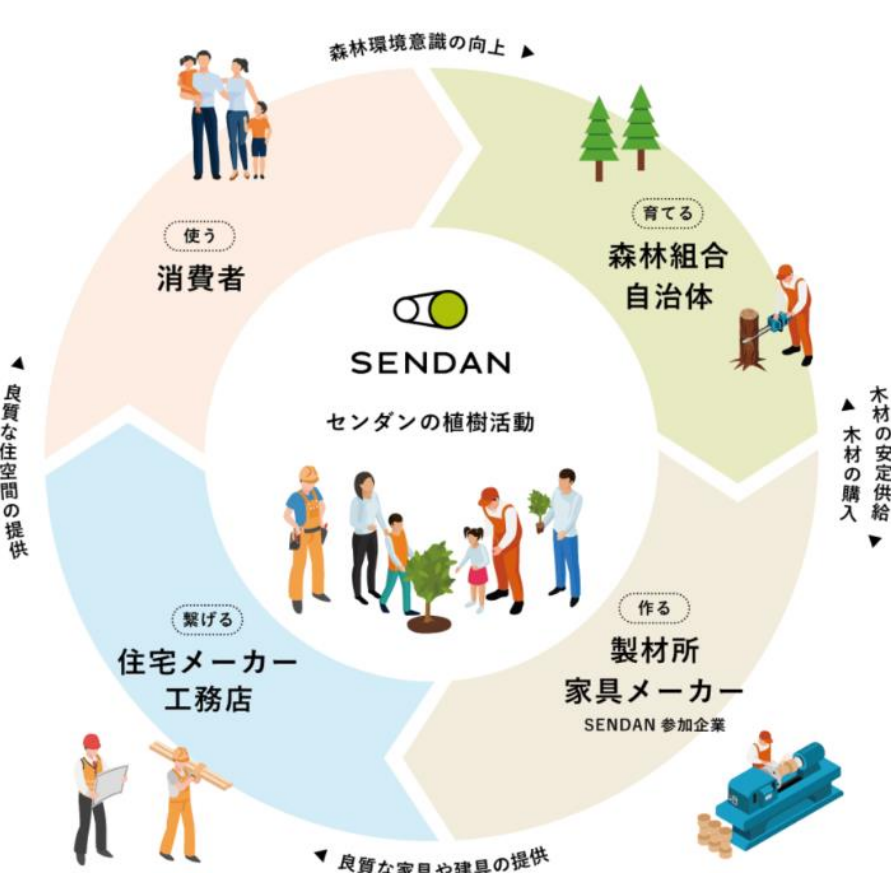 森林環境意識の向上 ▶
育てる
森林組合
自治体
木材の安定供給 ▶
◀ 木材の購入
作る
製材所
家具メーカー
SENDAN 参加企業
◀ 良質な家具や建具の提供
繋げる
住宅メーカー
工務店
◀ 良質な住空間の提供
使う
消費者
SENDAN
センダンの植樹活動